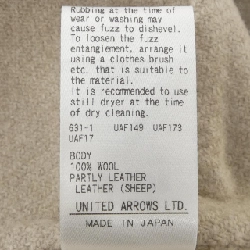 Rubbing at the time of
wear or washing may
cause fuzz to dishevel.
To loosen the fuzz
entanglement, arrange it
using a clothes brush
etc. that is suitable to
the material.
It is recommended to use
still dryer at the time
of dry cleaning.
631-1 UAF149 UAF173
UAF17
BODY
100% WOOL
PARTLY LEATHER
LEATHER (SHEEP)
UNITED ARROWS LTD.
MADE IN JAPAN